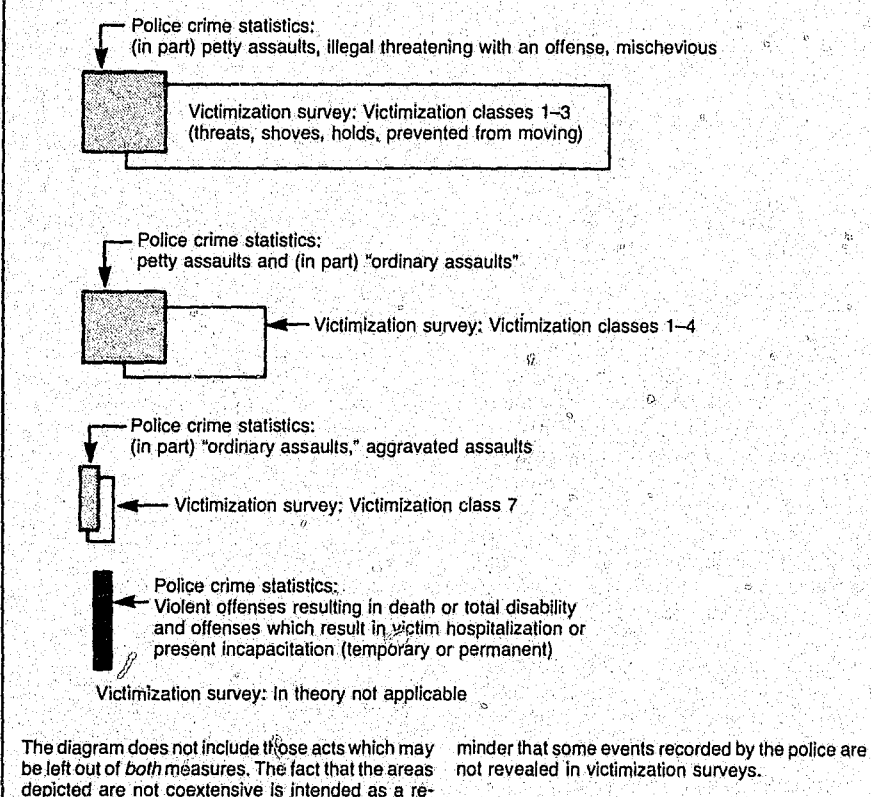 Police crime statistics:
(in part) petty assaults, illegal threatening with an offense, mischevious
Victimization survey: Victimization classes 1–3
(threats, shoves, holds, prevented from moving)
Police crime statistics:
petty assaults and (in part) "ordinary assaults"
Victimization survey: Victimization classes 1–4
Police crime statistics:
(in part) "ordinary assaults," aggravated assaults
Victimization survey: Victimization class 7
Police crime statistics:
Violent offenses resulting in death or total disability
and offenses which result in victim hospitalization or
present incapacitation (temporary or permanent)
Victimization survey: In theory not applicable
The diagram does not include those acts which may
be left out of both measures. The fact that the areas
depicted are not coextensive is intended as a re-
minder that some events recorded by the police are
not revealed in victimization surveys.